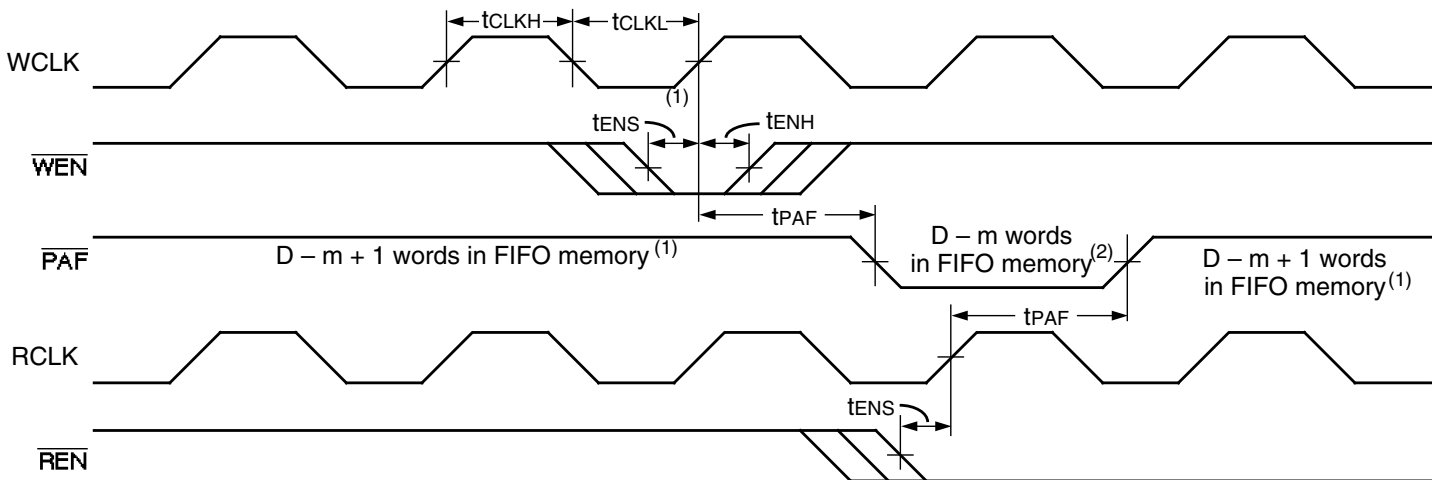 tCLKH
tCLKL
WCLK
(1)
tENS
tENH
WEN
tPAF
PAF
D – m + 1 words in FIFO memory (1)
D – m words
in FIFO memory(2)
D – m + 1 words
in FIFO memory(1)
tPAF
RCLK
tENS
REN